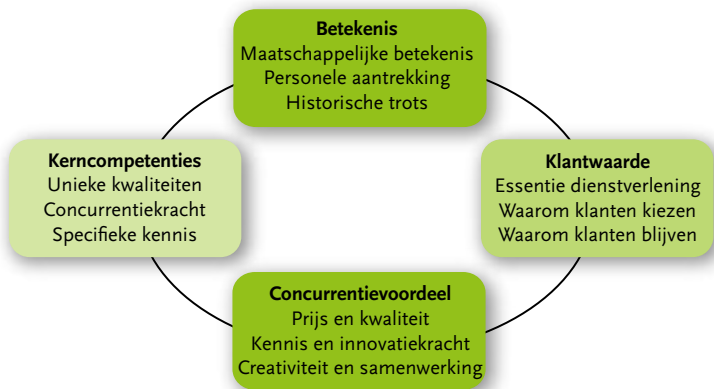 Betekenis
Maatschappelijke betekenis
Personele aantrekking
Historische trots
Kerncompetenties
Unieke kwaliteiten
Concurrentiekracht
Specifieke kennis
Klantwaarde
Essentie dienstverlening
Waarom klanten kiezen
Waarom klanten blijven
Concurrentievoordeel
Prijs en kwaliteit
Kennis en innovatiekracht
Creativiteit en samenwerking